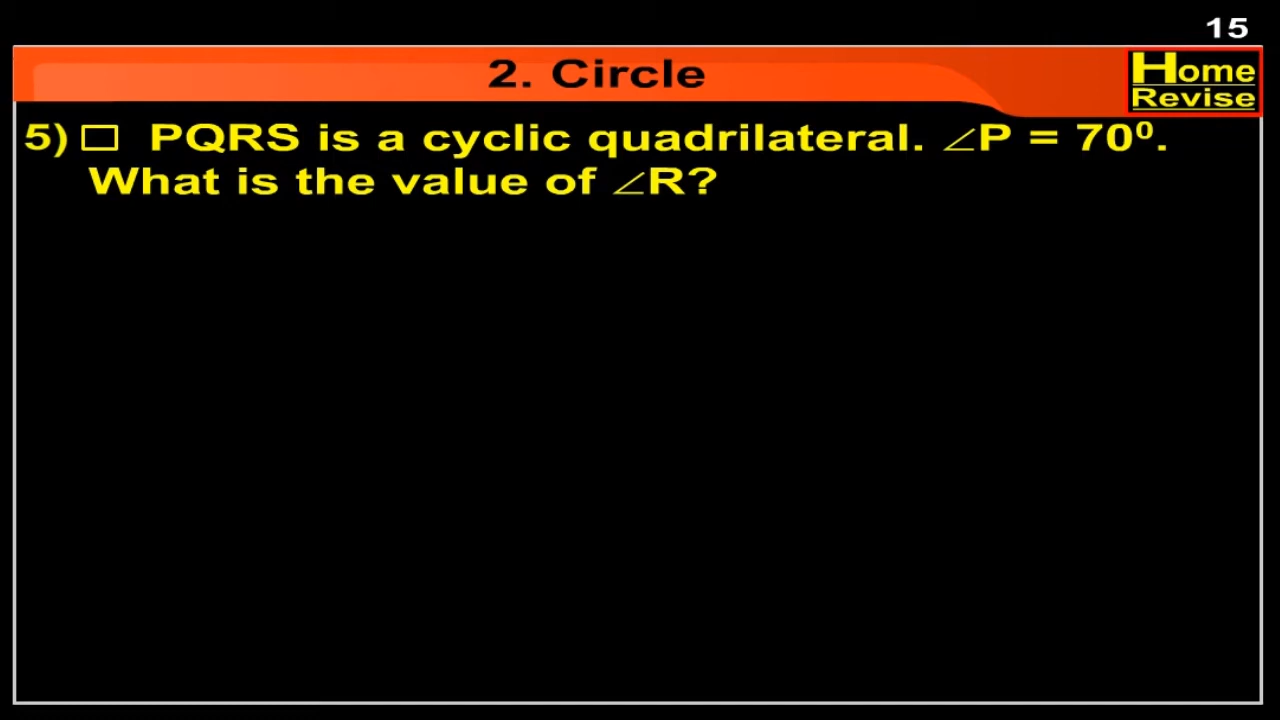 15
2. Circle
Home
Revise
5) □ PQRS is a cyclic quadrilateral. ∠P = 70⁰.
What is the value of ∠R?